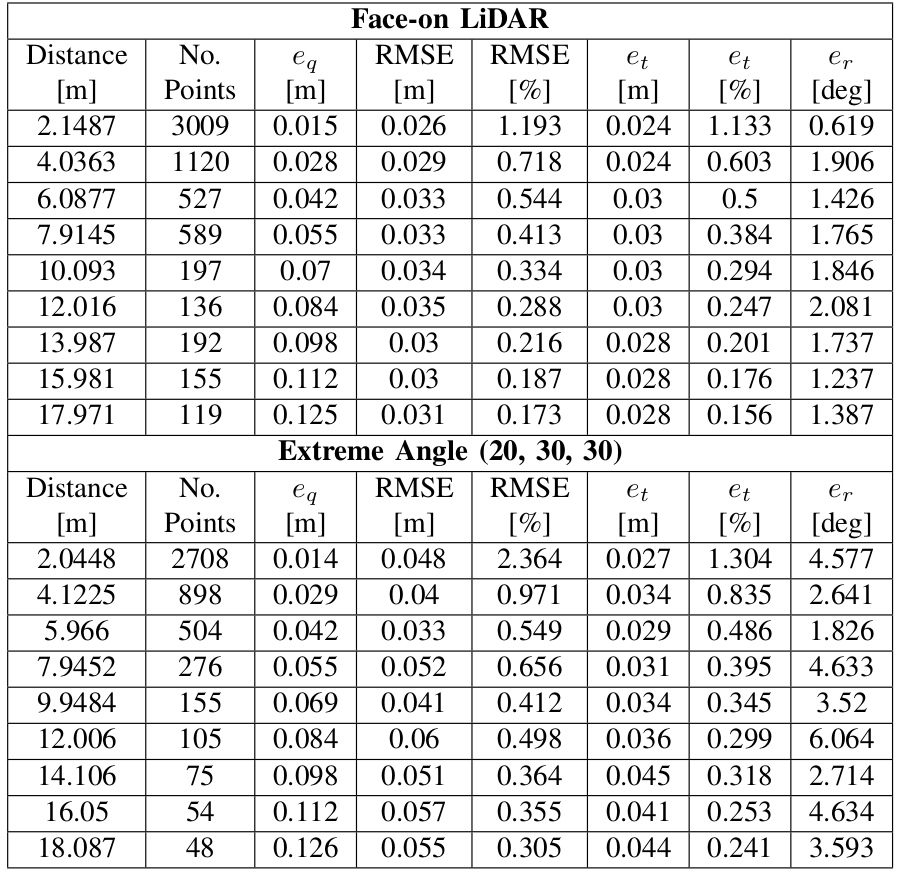 Face-on LiDAR
Distance No. e_q RMSE RMSE e_t e_t e_r
[m] Points [m] [m] [%] [m] [%] [deg]
2.1487 3009 0.015 0.026 1.193 0.024 1.133 0.619
4.0363 1120 0.028 0.029 0.718 0.024 0.603 1.906
6.0877 527 0.042 0.033 0.544 0.03 0.5 1.426
7.9145 589 0.055 0.033 0.413 0.03 0.384 1.765
10.093 197 0.07 0.034 0.334 0.03 0.294 1.846
12.016 136 0.084 0.035 0.288 0.03 0.247 2.081
13.987 192 0.098 0.03 0.216 0.028 0.201 1.737
15.981 155 0.112 0.03 0.187 0.028 0.176 1.237
17.971 119 0.125 0.031 0.173 0.028 0.156 1.387
Extreme Angle (20, 30, 30)
Distance No. e_q RMSE RMSE e_t e_t e_r
[m] Points [m] [m] [%] [m] [%] [deg]
2.0448 2708 0.014 0.048 2.364 0.027 1.304 4.577
4.1225 898 0.029 0.04 0.971 0.034 0.835 2.641
5.966 504 0.042 0.033 0.549 0.029 0.486 1.826
7.9452 276 0.055 0.052 0.656 0.031 0.395 4.633
9.9484 155 0.069 0.041 0.412 0.034 0.345 3.52
12.006 105 0.084 0.06 0.498 0.036 0.299 6.064
14.106 75 0.098 0.051 0.364 0.045 0.318 2.714
16.05 54 0.112 0.057 0.355 0.041 0.253 4.634
18.087 48 0.126 0.055 0.305 0.044 0.241 3.593